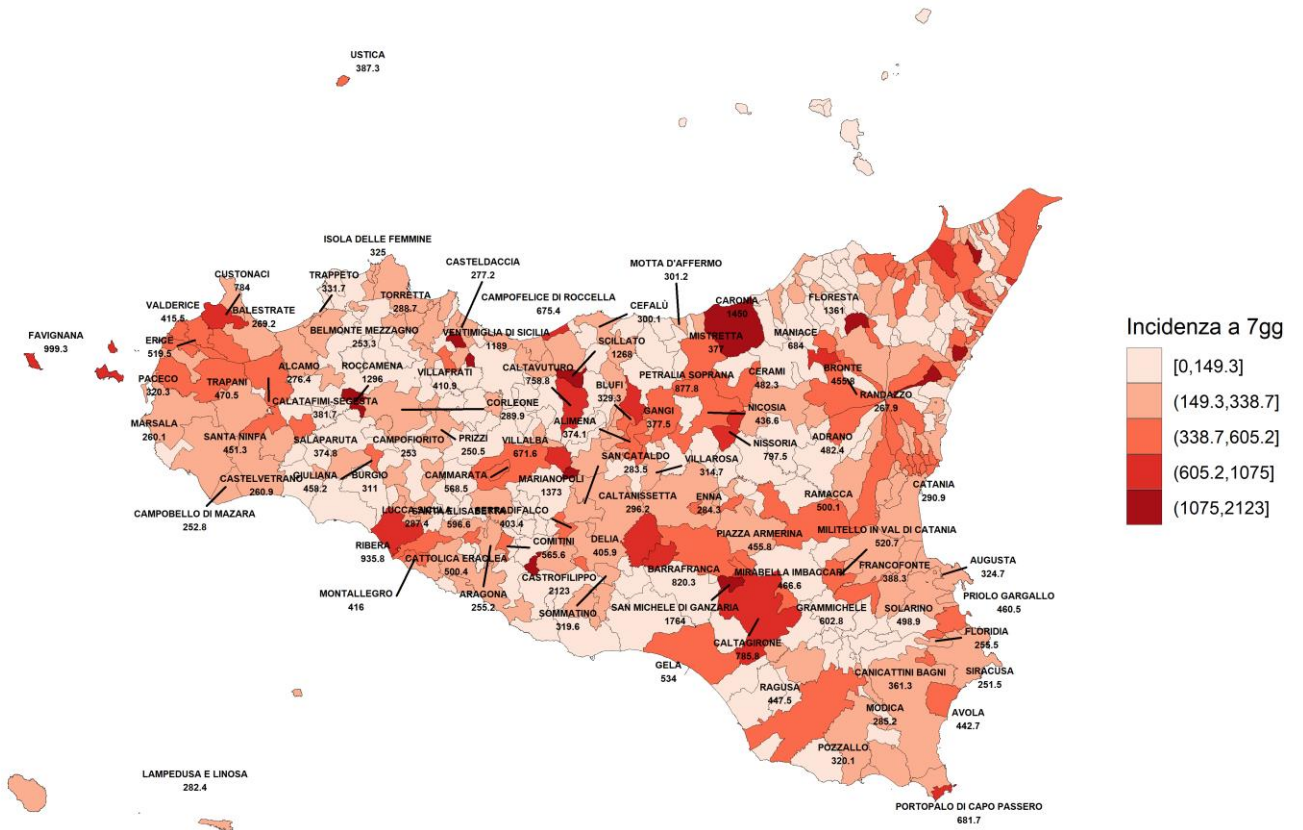 USTICA
387.3
ISOLA DELLE FEMMINE
325
CASTELDACCIA
277.2
MOTTA D'AFFERMO
301.2
CUSTONACI
784
TRAPPETO
331.7
TORRETTA
288.7
CAMPOFELICE DI ROCCELLA
675.4
CEFALÙ
300.1
CARONIA
1450
FLORESTA
1361
VALDERICE
415.5
BALESTRATE
269.2
FAVIGNANA
999.3
ERICE
519.5
BELMONTE MEZZAGNO
253.3
VENTIMIGLIA DI SICILIA
1189
SCILLATO
1268
MISTRETTA
377
MANIACE
684
PACECO
320.3
TRAPANI
470.5
ALCAMO
276.4
ROCCAMENA
1296
VILLAFRATI
410.9
CALTAVUTURO
758.8
BLUFI
329.3
PETRALIA SOPRANA
877.8
CERAMI
482.3
BRONTE
455.8
RANDAZZO
267.9
CALATAFIMI-SEGESTA
381.7
CORLEONE
289.9
ALIMENA
374.1
GANGI
377.5
NICOSIA
436.6
MARSALA
260.1
SANTA NINFA
451.3
SALAPARUTA
374.8
CAMPOFIORITO
253
PRIZZI
250.5
VILLALBA
671.6
SAN CATALDO
283.5
VILLAROSA
314.7
NISSORIA
797.5
ADRANO
482.4
CASTELVETRANO
260.9
GIULIANA
458.2
BURGIO
311
CAMMARATA
568.5
MARIANOPOLI
1373
CALTANISSETTA
296.2
ENNA
284.3
RAMACCA
500.1
CATANIA
290.9
CAMPOBELLO DI MAZARA
252.8
LUCCA SICULA
287.4
SANTA ELISABETTA
596.6
SERRADIFALCO
403.4
RIBERA
935.8
COMITINI
565.6
DELIA
405.9
PIAZZA ARMERINA
455.8
MILITELLO IN VAL DI CATANIA
520.7
CATTOLICA ERACLEA
500.4
BARRAFRANCA
820.3
MIRABELLA IMBACCARI
466.6
FRANCOFONTE
388.3
AUGUSTA
324.7
MONTALLEGRO
416
ARAGONA
255.2
CASTROFILIPPO
2123
SAN MICHELE DI GANZARIA
1764
GRAMMICHELE
602.8
SOLARINO
498.9
PRIOLO GARGALLO
460.5
SOMMATINO
319.6
CALTAGIRONE
785.8
FLORIDIA
255.5
GELA
534
RAGUSA
447.5
CANICATTINI BAGNI
361.3
SIRACUSA
251.5
MODICA
285.2
AVOLA
442.7
POZZALLO
320.1
LAMPEDUSA E LINOSA
282.4
PORTOPALO DI CAPO PASSERO
681.7
Incidenza a 7gg
[0,149.3]
(149.3,338.7]
(338.7,605.2]
(605.2,1075]
(1075,2123]